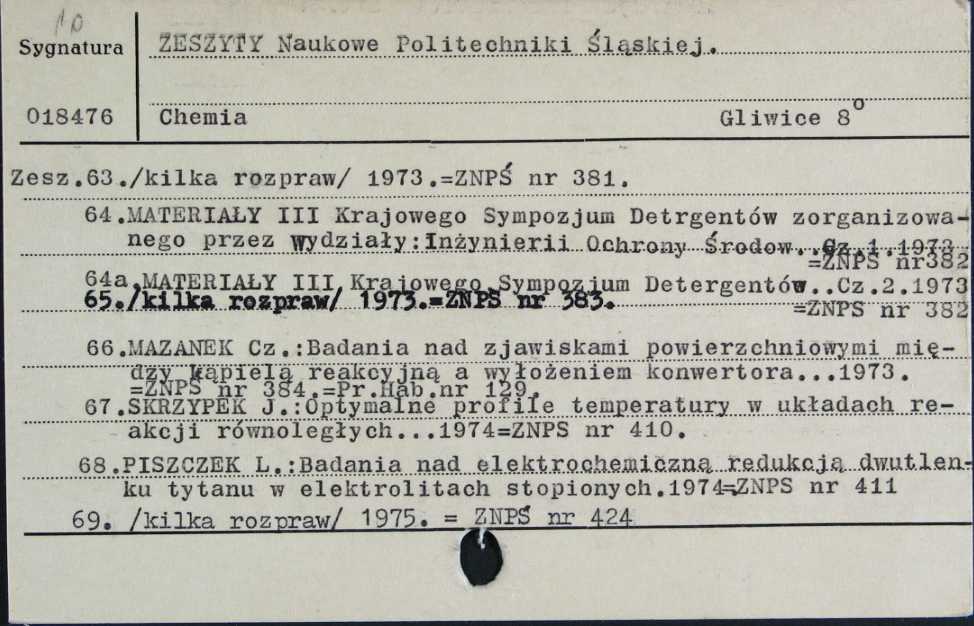 10
Sygnatura
ZESZYTY Naukowe Politechniki Śląskiej.
018476
Chemia
Gliwice 8º
Zesz.63./kilka rozpraw/ 1973.=ZNPŚ nr 381.
64.MATERIAŁY III Krajowego Sympozjum Detrgentów zorganizowa-
nego przez Wydziały:Inżynierii Ochrony Środow..Cz.1.1973.
=ZNPS nr382
64a.MATERIAŁY III Krajowego Sympozjum Detergentów..Cz.2.1973
65./kilka rozpraw/ 1973.=ZNPS nr 383.
=ZNPS nr 382
66.MAZANEK Cz.:Badania nad zjawiskami powierzchniowymi mię-
dzy kąpielą reakcyjną a wyłożeniem konwertora...1973.
=ZNPS nr 384.=Pr.Hab.nr 129.
67.SKRZYPEK J.:Optymalne profile temperatury w układach re-
akcji równoległych...1974=ZNPS nr 410.
68.PISZCZEK L.:Badania nad elektrochemiczną redukcją dwutlen-
ku tytanu w elektrolitach stopionych.1974=ZNPS nr 411
69. /kilka rozpraw/ 1975. = ZNPŚ nr 424